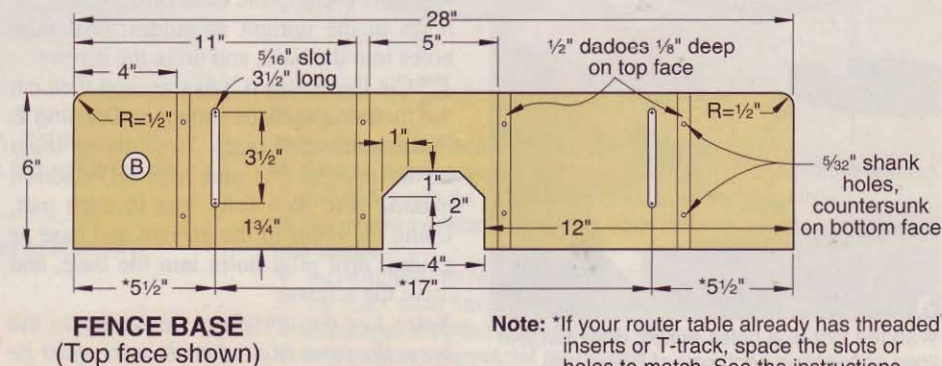 28"
11"
5"
5/16" slot
3½" long
½" dadoes ⅛" deep
on top face
4"
R=½"
R=½"
6"
B
3½"
1"
1"
5/32" shank
holes,
countersunk
on bottom face
1¾"
2"
12"
4"
*5½"
*17"
*5½"
FENCE BASE
(Top face shown)
Note: *If your router table already has threaded
inserts or T-track, space the slots or
holes to match. See the instructions